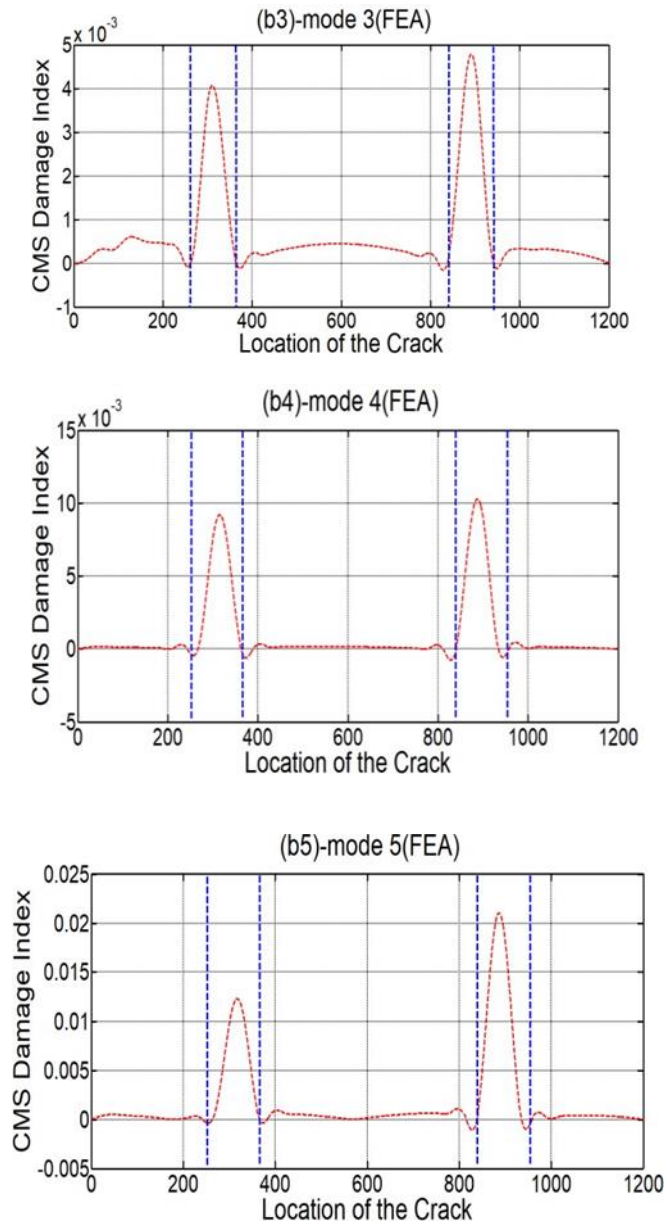 (b3)-mode 3(FEA)
5 x 10⁻³
4
3
2
1
0
-1
CMS Damage Index
0 200 400 600 800 1000 1200
Location of the Crack
(b4)-mode 4(FEA)
15 x 10⁻³
10
5
0
-5
CMS Damage Index
0 200 400 600 800 1000 1200
Location of the Crack
(b5)-mode 5(FEA)
0.025
0.02
0.015
0.01
0.005
0
-0.005
CMS Damage Index
0 200 400 600 800 1000 1200
Location of the Crack